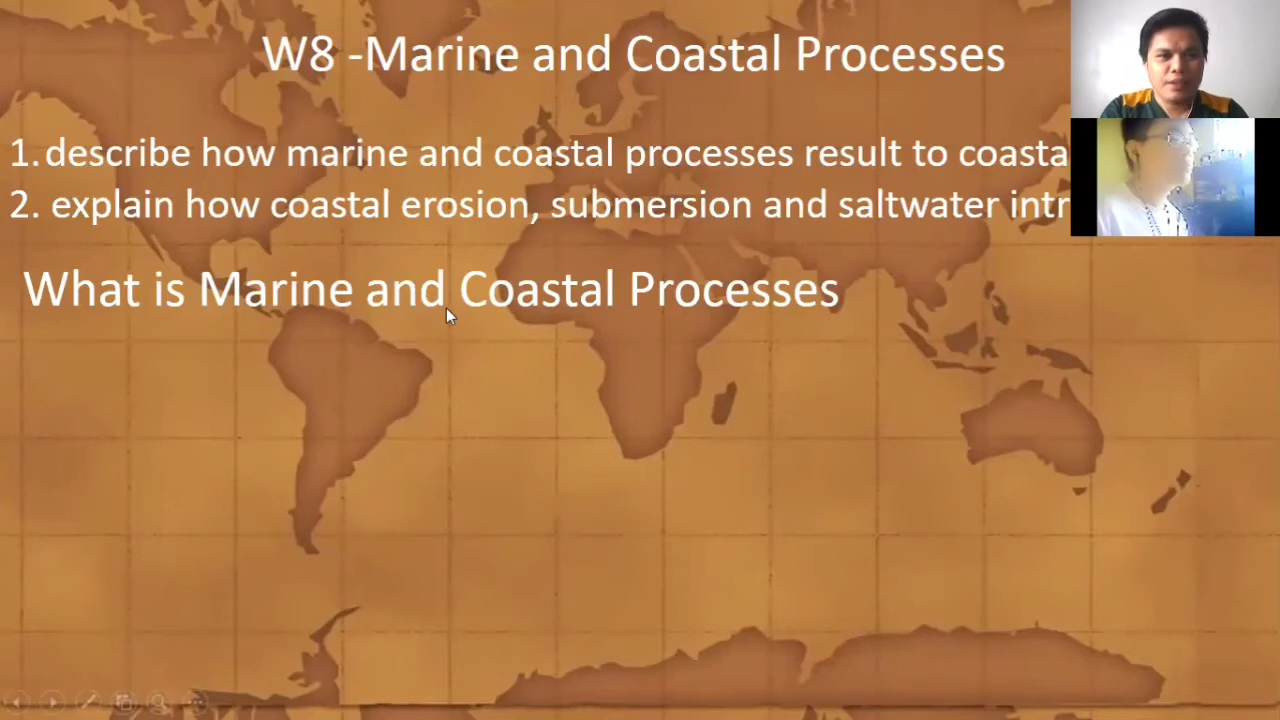 W8 -Marine and Coastal Processes
1. describe how marine and coastal processes result to coasta
2. explain how coastal erosion, submersion and saltwater intr
What is Marine and Coastal Processes